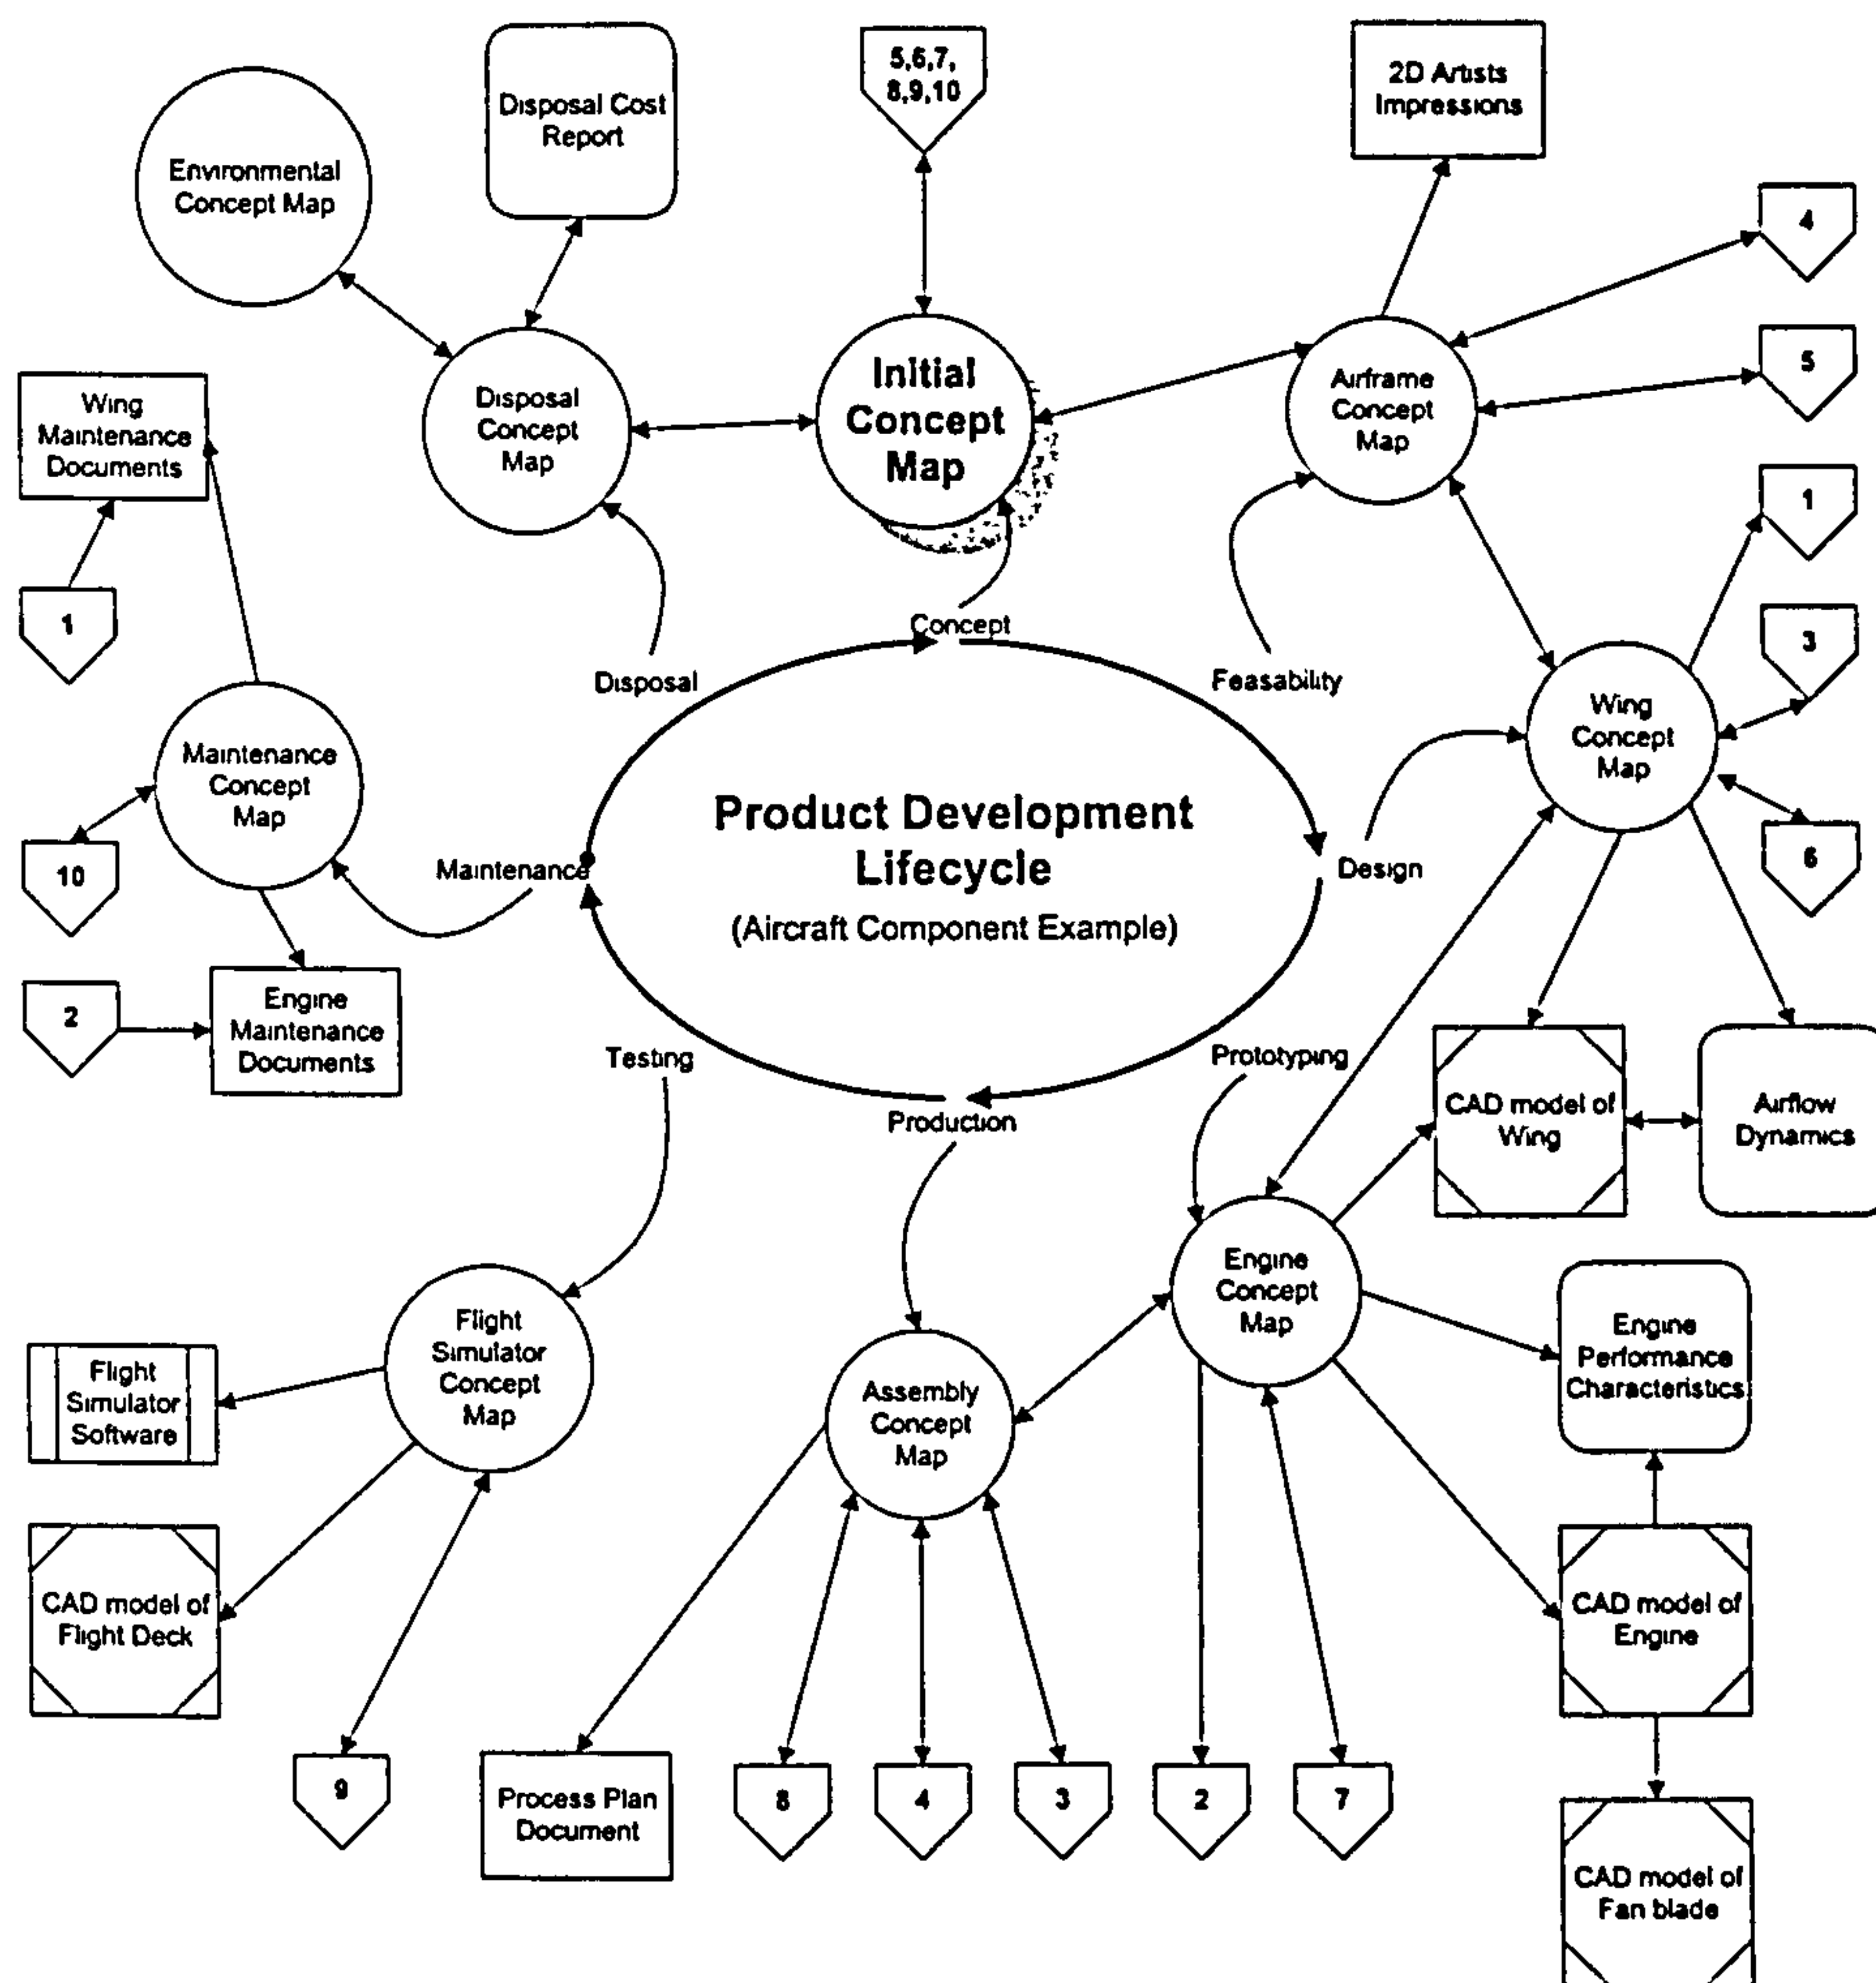 5,6,7,
8,9,10
2D Artists
Impressions
Disposal Cost
Report
Environmental
Concept Map
4
Initial
Concept
Map
Airframe
Concept
Map
5
Disposal
Concept
Map
Wing
Maintenance
Documents
1
1
Concept
3
Disposal
Feasability
Wing
Concept
Map
Maintenance
Concept
Map
Product Development
Lifecycle
(Aircraft Component Example)
Maintenance
Design
6
10
2
Engine
Maintenance
Documents
Testing
Prototyping
Production
CAD model of
Wing
Airflow
Dynamics
Engine
Concept
Map
Flight
Simulator
Concept
Map
Engine
Performance
Characteristics
Flight
Simulator
Software
Assembly
Concept
Map
CAD model of
Flight Deck
CAD model of
Engine
9
Process Plan
Document
8
4
3
2
7
CAD model of
Fan blade